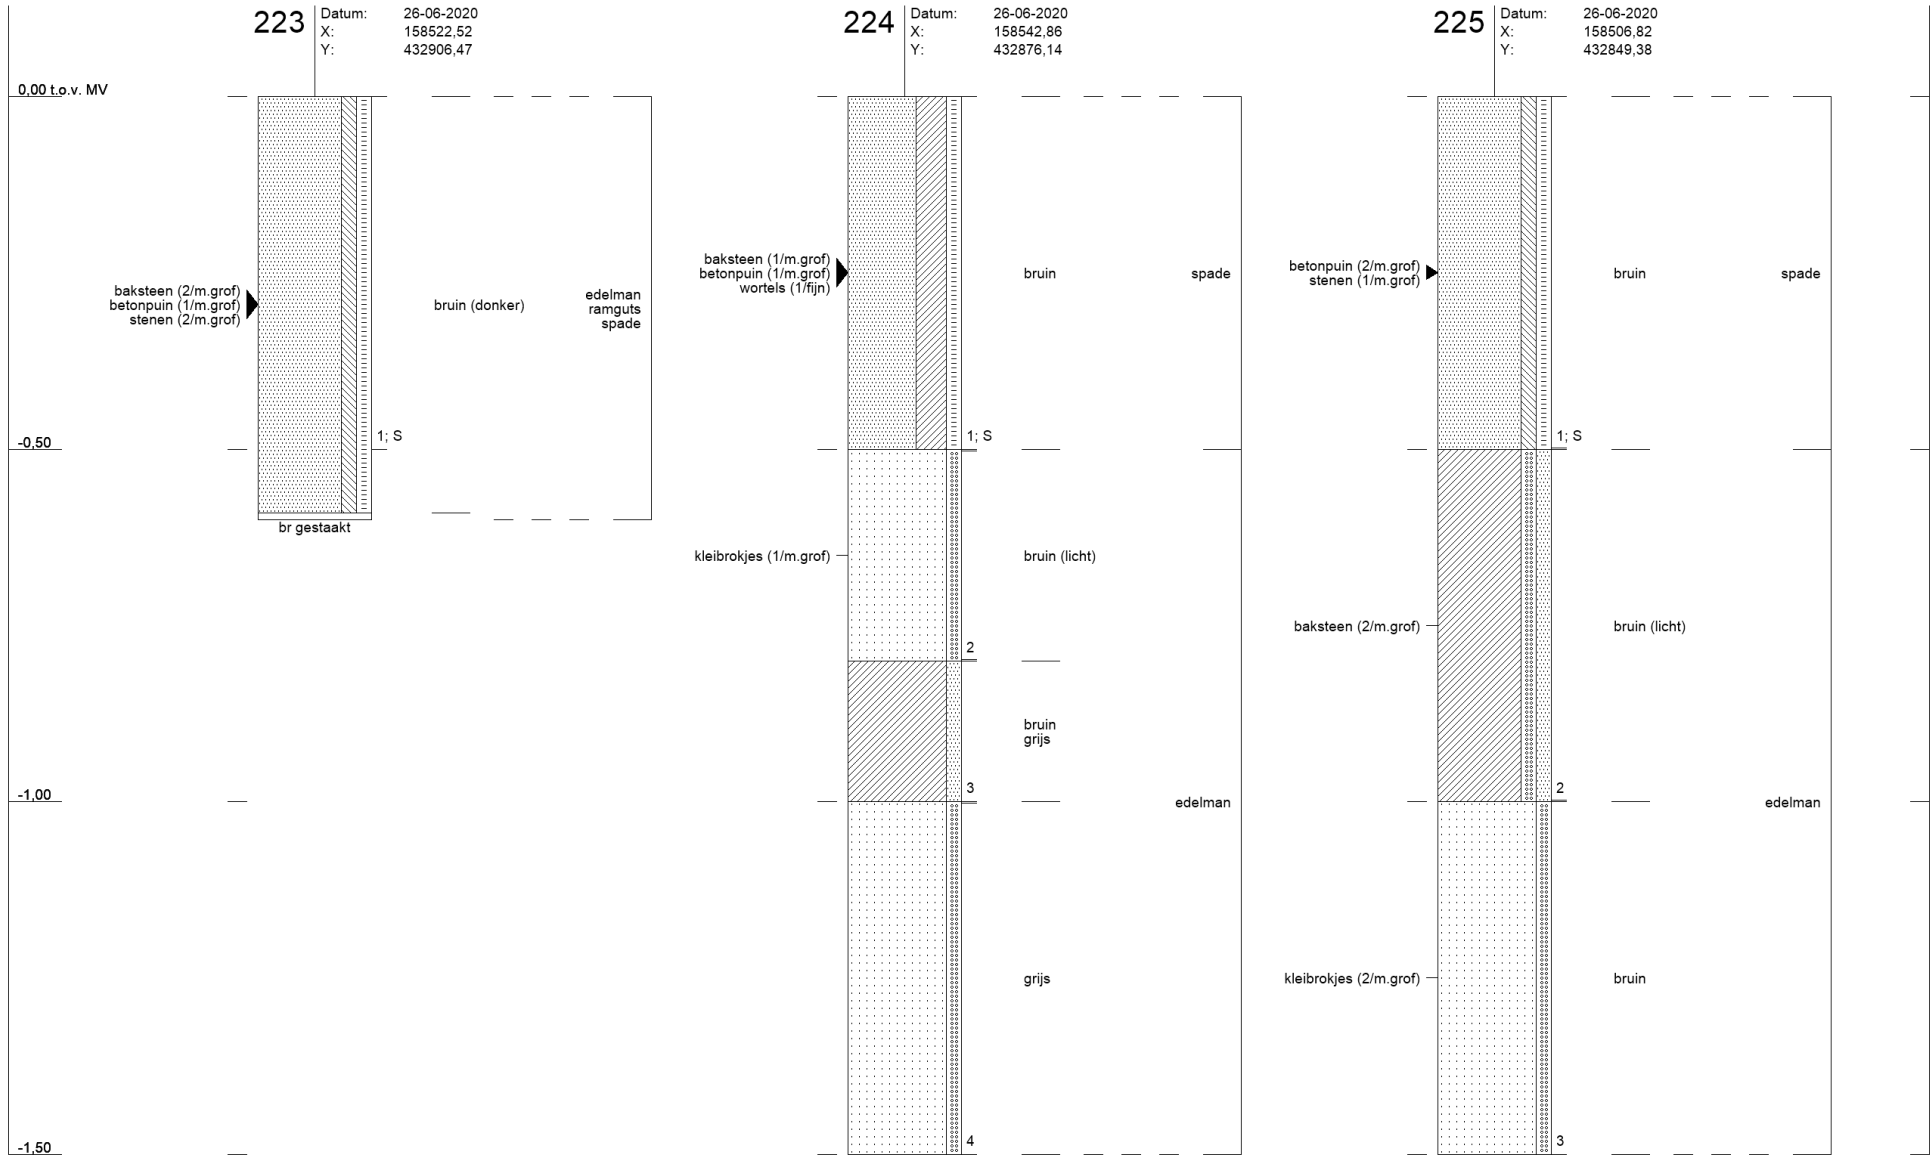 223
Datum: 26-06-2020
X: 158522,52
Y: 432906,47
224
Datum: 26-06-2020
X: 158542,86
Y: 432876,14
225
Datum: 26-06-2020
X: 158506,82
Y: 432849,38
0,00 t.o.v. MV
-0,50
-1,00
-1,50
baksteen (2/m.grof)
betonpuin (1/m.grof)
stenen (2/m.grof)
bruin (donker)
edelman
ramguts
spade
1; S
br gestaakt
baksteen (1/m.grof)
betonpuin (1/m.grof)
wortels (1/fijn)
bruin
spade
1; S
kleibrokjes (1/m.grof)
bruin (licht)
2
bruin
grijs
3
edelman
grijs
4
betonpuin (2/m.grof)
stenen (1/m.grof)
bruin
spade
1; S
baksteen (2/m.grof)
bruin (licht)
2
edelman
kleibrokjes (2/m.grof)
bruin
3